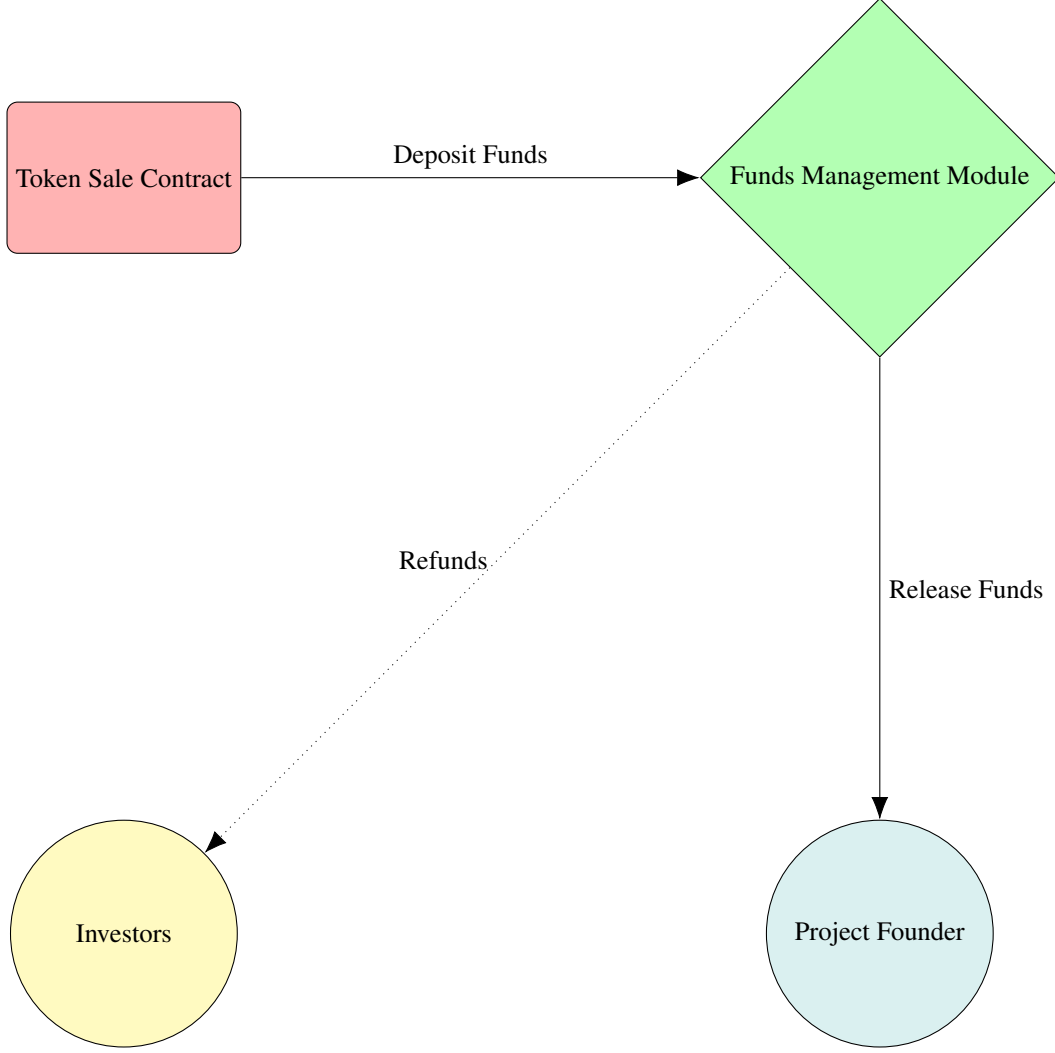 Deposit Funds
Token Sale Contract
Funds Management Module
Refunds
Release Funds
Investors
Project Founder